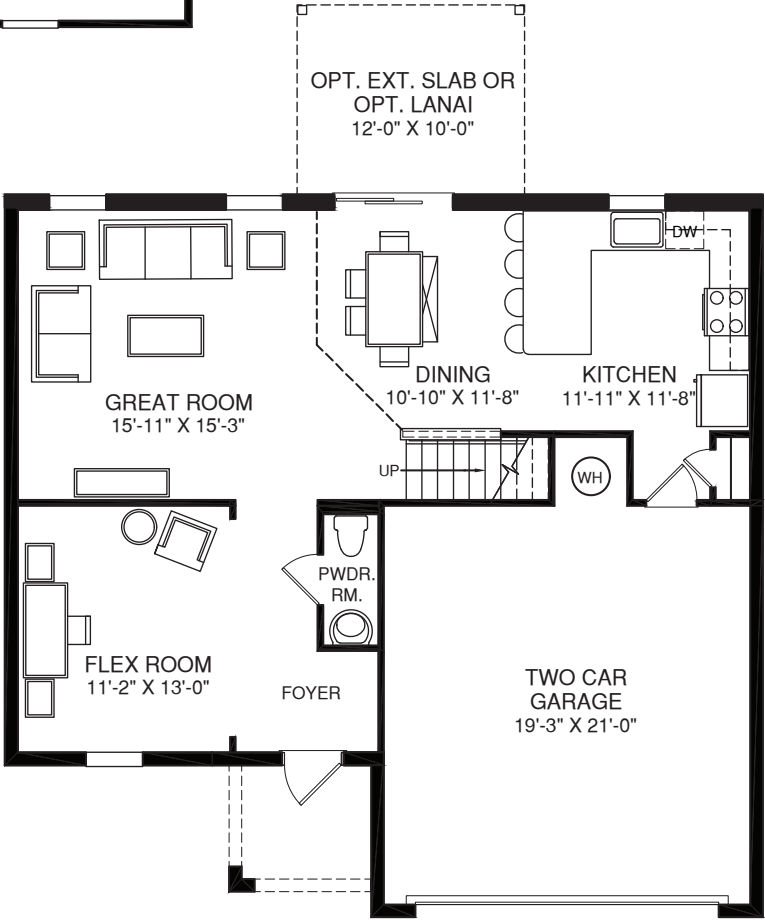 OPT. EXT. SLAB OR
OPT. LANAI
12'-0" X 10'-0"
DW
DINING
10'-10" X 11'-8"
KITCHEN
11'-11" X 11'-8"
GREAT ROOM
15'-11" X 15'-3"
UP
WH
PWDR.
RM.
FLEX ROOM
11'-2" X 13'-0"
FOYER
TWO CAR
GARAGE
19'-3" X 21'-0"